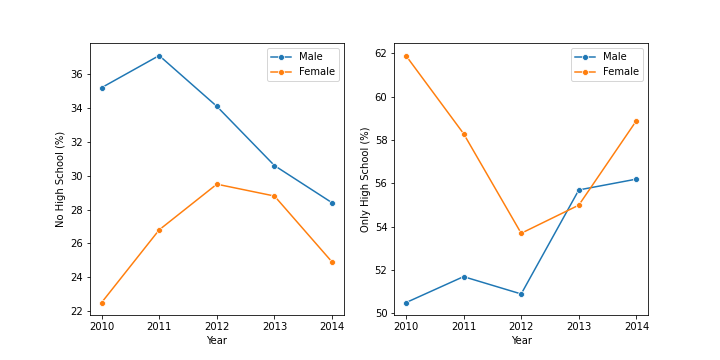 No High School (%)
36
34
32
30
28
26
24
22
2010 2011 2012 2013 2014
Year
Male
Female
Only High School (%)
62
60
58
56
54
52
50
2010 2011 2012 2013 2014
Year
Male
Female